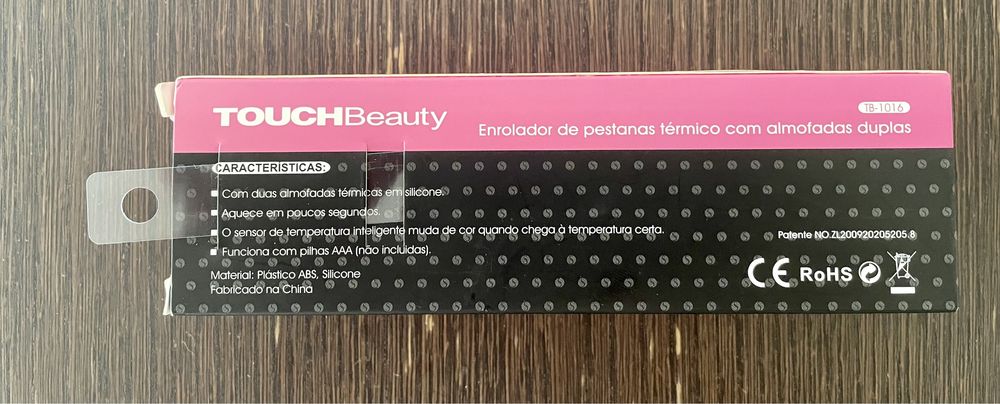 TOUCHBeauty
TB-1016
Enrolador de pestanas térmico com almofadas duplas
CARACTERISTICAS:
Com duas almofadas térmicas em silicone.
Aquece em poucos segundos.
O sensor de temperatura inteligente muda de cor quando chega à temperatura certa.
Funciona com pilhas AAA (não incluidas).
Material: Plástico ABS, Silicone
Fabricado na China
Patente NO.ZL200920205205.8
CE RoHS